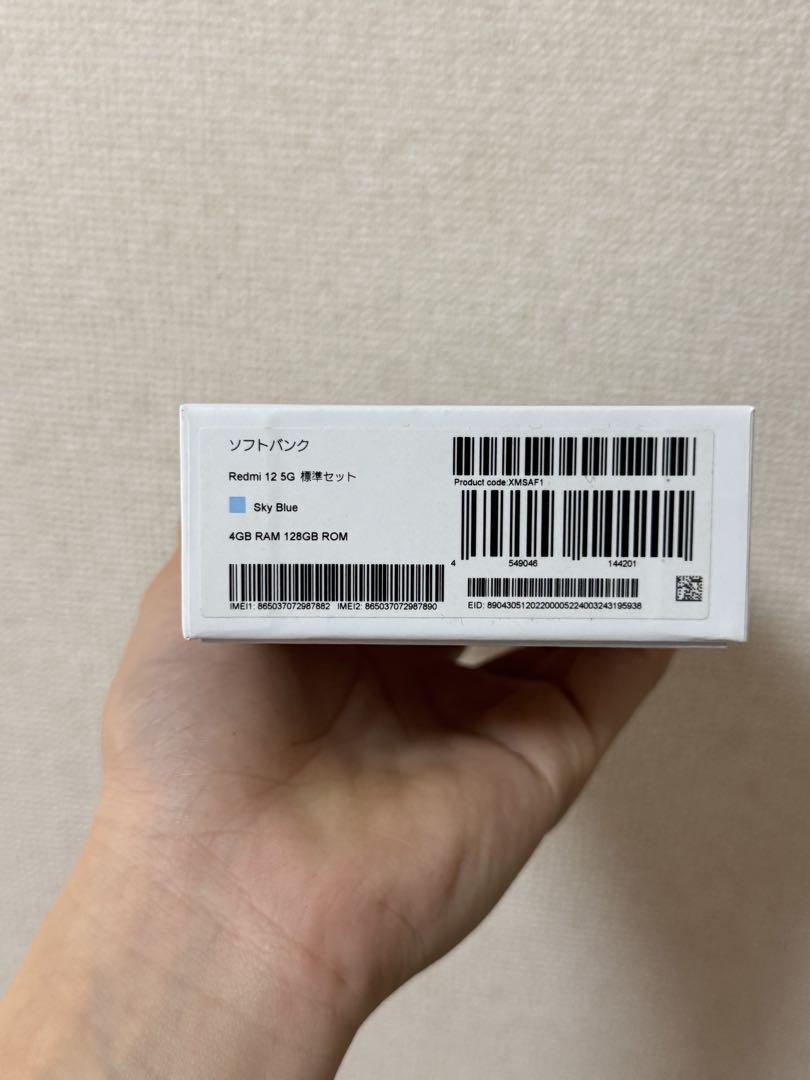 ソフトバンク
Redmi 12 5G 標準セット
Sky Blue
4GB RAM 128GB ROM
IMEI1: 865037072987882 IMEI2: 865037072987890
Product code:XMSAF1
4 549046 144201
EID: 89043051202200005224003243195938